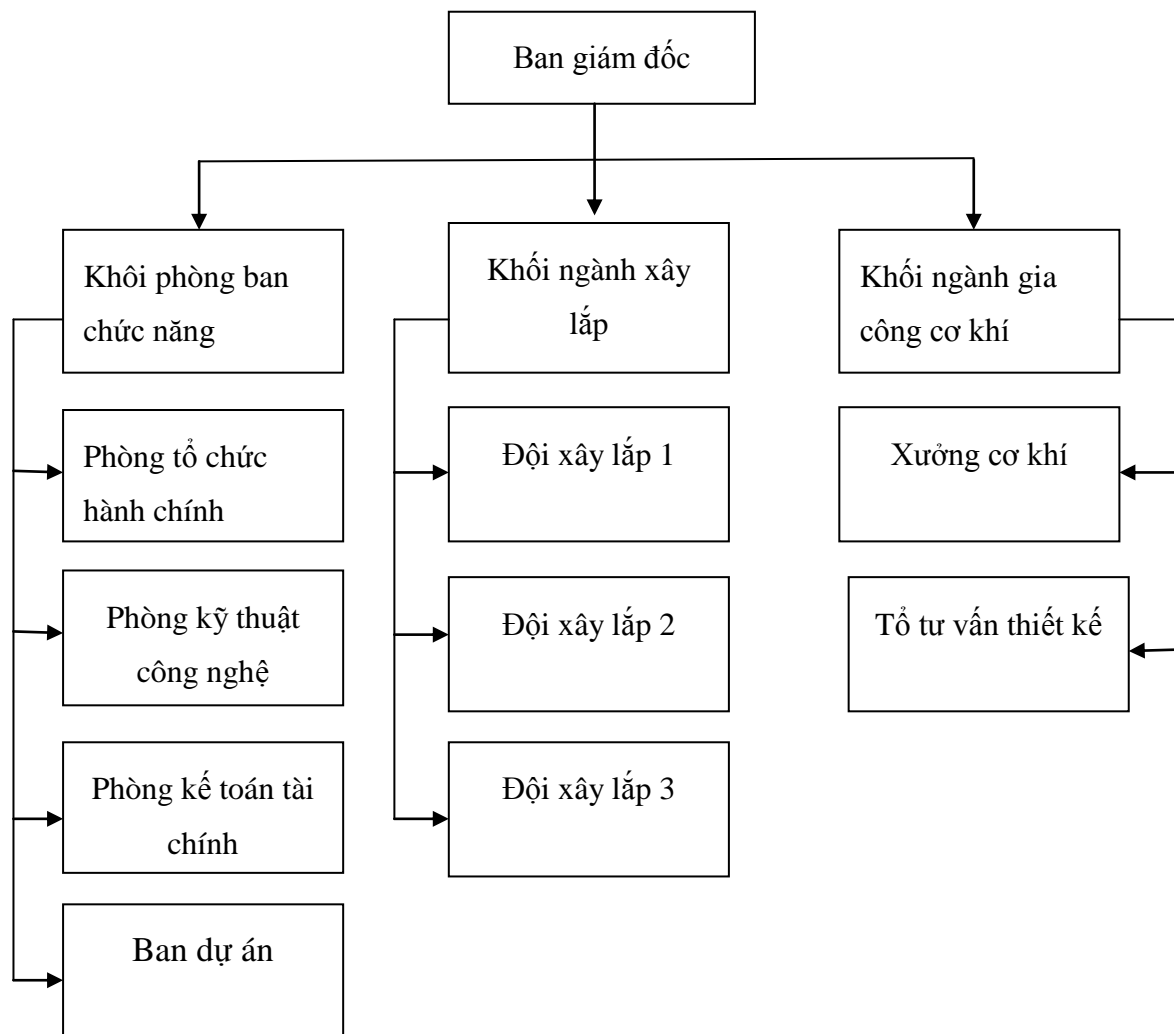 Ban giám đốc
Khôi phòng ban
chức năng
Khối ngành xây
lắp
Khối ngành gia
công cơ khí
Phòng tổ chức
hành chính
Đội xây lắp 1
Xưởng cơ khí
Phòng kỹ thuật
công nghệ
Đội xây lắp 2
Tổ tư vấn thiết kế
Phòng kế toán tài
chính
Đội xây lắp 3
Ban dự án